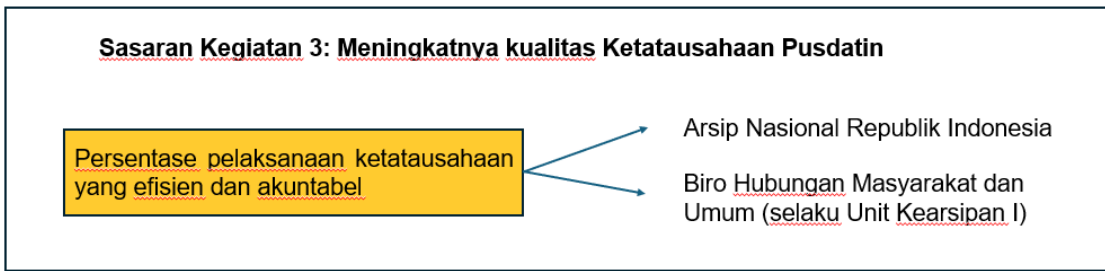 Sasaran Kegiatan 3: Meningkatnya kualitas Ketatausahaan Pusdatin
Persentase pelaksanaan ketatausahaan
yang efisien dan akuntabel
Arsip Nasional Republik Indonesia
Biro Hubungan Masyarakat dan
Umum (selaku Unit Kearsipan I)